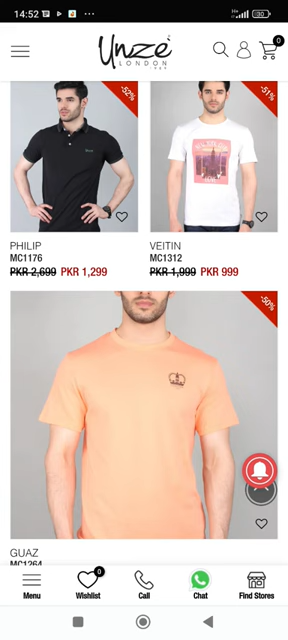 14:52
Unze
LONDON
0
-52%
-51%
PHILIP
MC1176
PKR 2,699 PKR 1,299
VEITIN
MC1312
PKR 1,999 PKR 999
-50%
GUAZ
MC1264
0
Menu
Wishlist
Call
Chat
Find Stores